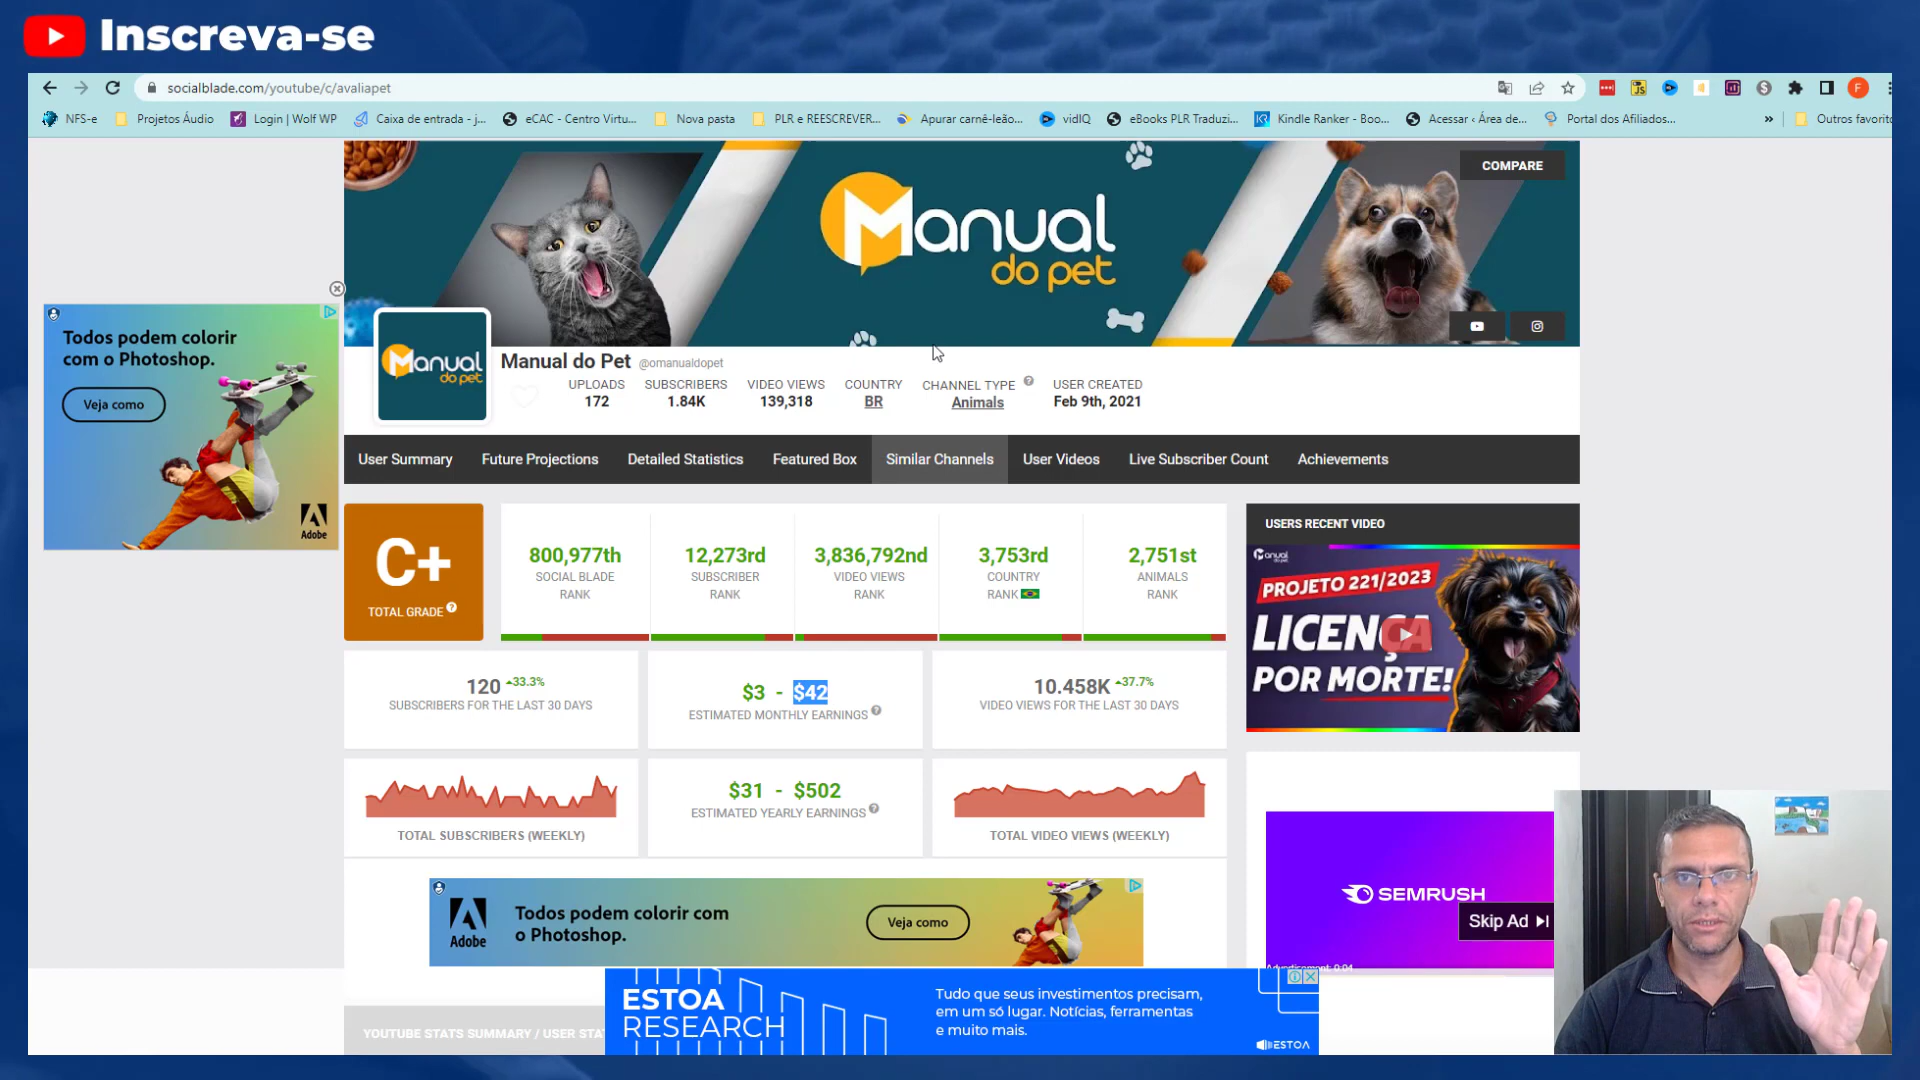 Inscreva-se
socialblade.com/youtube/c/avaliapet
NFS-e
Projetos Áudio
Login | Wolf WP
Caixa de entrada - j...
eCAC - Centro Virtu...
Nova pasta
PLR e REESCREVER...
Apurar carnê-leão...
vidIQ
eBooks PLR Traduzi...
Kindle Ranker - Boo...
Acessar ‹ Área de...
Portal dos Afiliados...
»
Outros favorito
COMPARE
Manual
do pet
Todos podem colorir
com o Photoshop.
Veja como
Adobe
Manual
do pet
Manual do Pet @omanualdopet
UPLOADS
172
SUBSCRIBERS
1.84K
VIDEO VIEWS
139,318
COUNTRY
BR
CHANNEL TYPE
Animals
USER CREATED
Feb 9th, 2021
User Summary
Future Projections
Detailed Statistics
Featured Box
Similar Channels
User Videos
Live Subscriber Count
Achievements
C+
TOTAL GRADE
800,977th
SOCIAL BLADE
RANK
12,273rd
SUBSCRIBER
RANK
3,836,792nd
VIDEO VIEWS
RANK
3,753rd
COUNTRY
RANK
2,751st
ANIMALS
RANK
USERS RECENT VIDEO
Manual
PROJETO 221/2023
LICENÇA
POR MORTE!
120 33.3%
SUBSCRIBERS FOR THE LAST 30 DAYS
$3 - $42
ESTIMATED MONTHLY EARNINGS
10.458K 37.7%
VIDEO VIEWS FOR THE LAST 30 DAYS
TOTAL SUBSCRIBERS (WEEKLY)
$31 - $502
ESTIMATED YEARLY EARNINGS
TOTAL VIDEO VIEWS (WEEKLY)
Adobe
Todos podem colorir com
o Photoshop.
Veja como
SEMRUSH
Skip Ad
Advertisement: 0:04
YOUTUBE STATS SUMMARY / USER STA
ESTOA
RESEARCH
Tudo que seus investimentos precisam,
em um só lugar. Notícias, ferramentas
e muito mais.
ESTOA